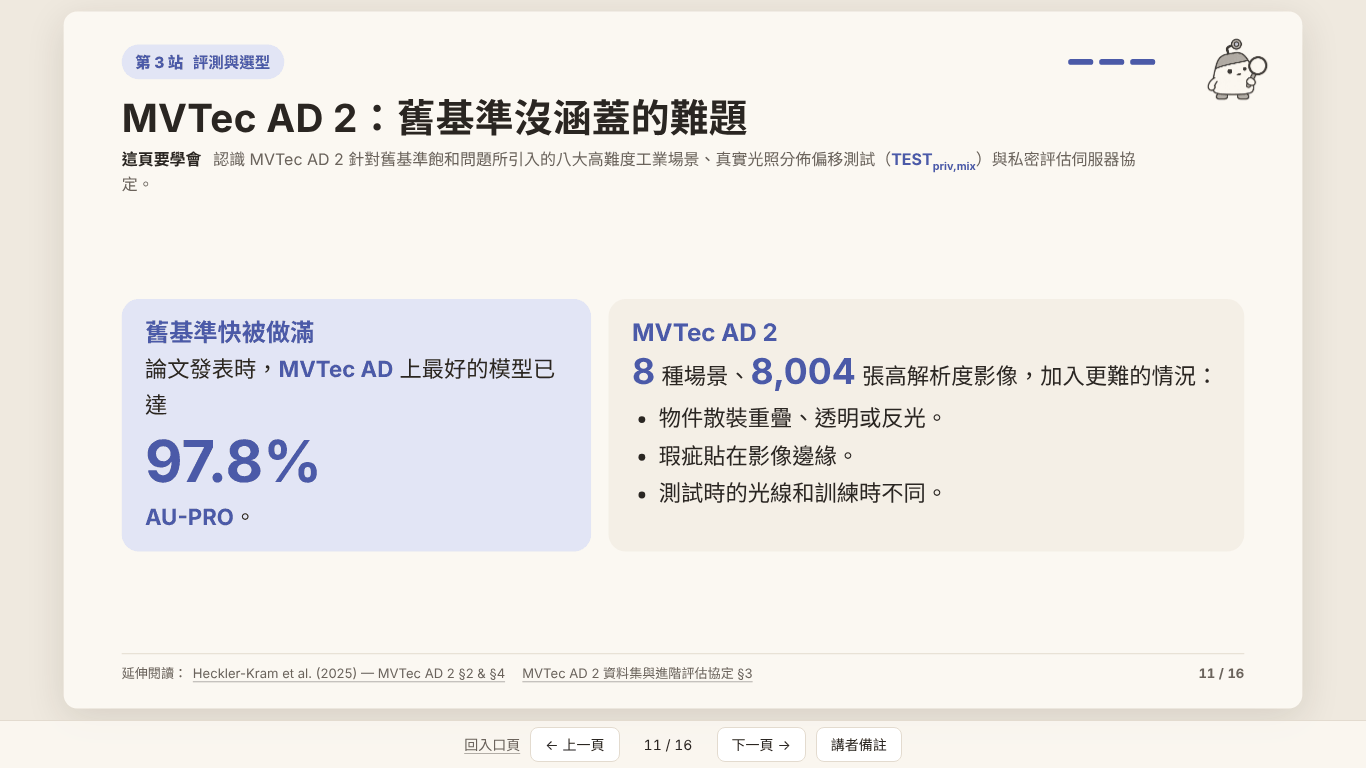 第 3 站 評測與選型
MVTec AD 2：舊基準沒涵蓋的難題
這頁要學會 認識 MVTec AD 2 針對舊基準飽和問題所引入的八大高難度工業場景、真實光照分佈偏移測試（TESTpriv,mix）與私密評估伺服器協
定。
舊基準快被做滿
論文發表時，MVTec AD 上最好的模型已
達
97.8%
AU-PRO。
MVTec AD 2
8 種場景、8,004 張高解析度影像，加入更難的情況：
• 物件散裝重疊、透明或反光。
• 瑕疵貼在影像邊緣。
• 測試時的光線和訓練時不同。
延伸閱讀： Heckler-Kram et al. (2025) — MVTec AD 2 §2 & §4 MVTec AD 2 資料集與進階評估協定 §3
11 / 16
回入口頁 ← 上一頁 11 / 16 下一頁 → 講者備註